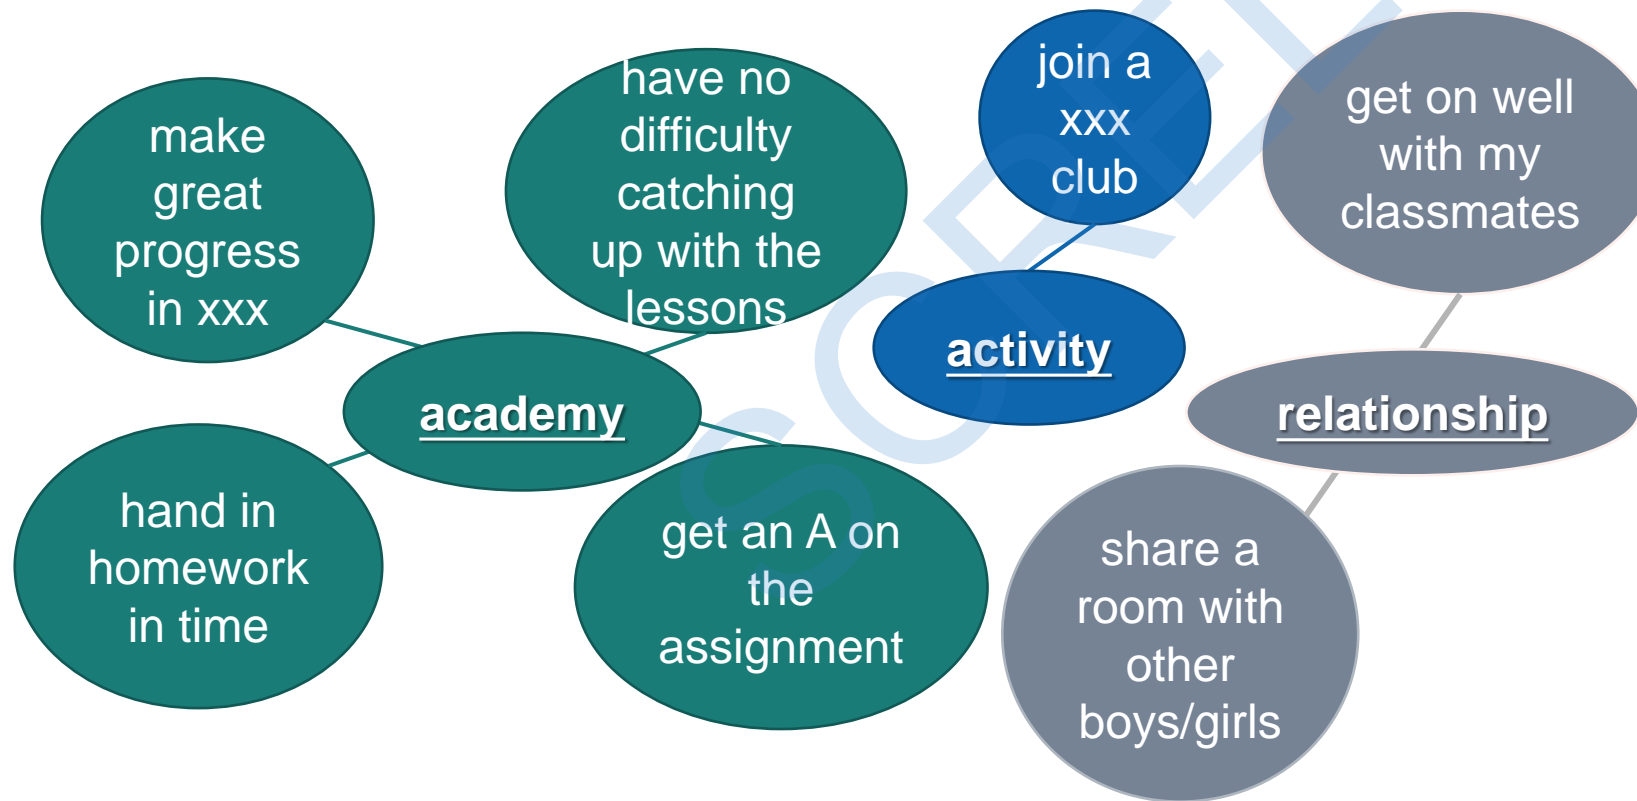 make
great
progress
in xxx
have no
difficulty
catching
up with the
lessons
academy
hand in
homework
in time
get an A on
the
assignment
join a
xxx
club
activity
get on well
with my
classmates
relationship
share a
room with
other
boys/girls